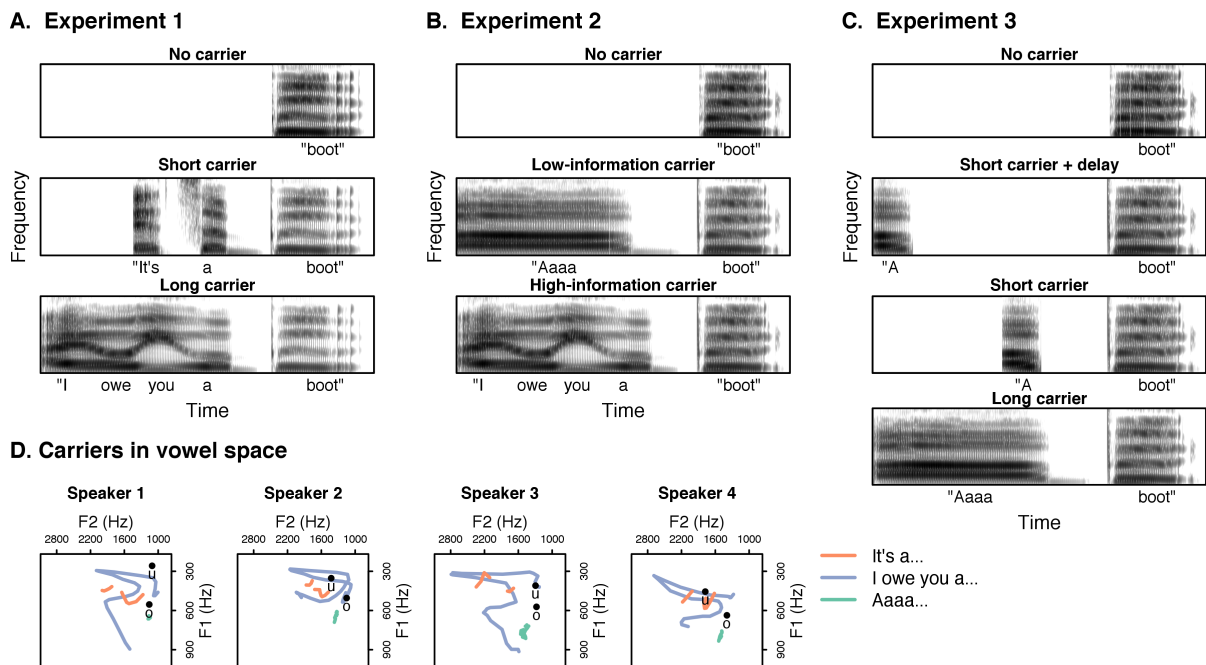 A. Experiment 1
No carrier
"boot"
Short carrier
"It's a boot"
Long carrier
"I owe you a boot"
Frequency
Time
B. Experiment 2
No carrier
"boot"
Low-information carrier
"Aaaa boot"
High-information carrier
"I owe you a "boot"
Frequency
Time
C. Experiment 3
No carrier
boot"
Short carrier + delay
"A boot"
Short carrier
"A boot"
Long carrier
"Aaaa boot"
Frequency
Time
D. Carriers in vowel space
Speaker 1
F2 (Hz)
2800 2200 1600 1000
u
o
300
600
900
F1 (Hz)
Speaker 2
F2 (Hz)
2800 2200 1600 1000
u
o
300
600
900
F1 (Hz)
Speaker 3
F2 (Hz)
2800 2200 1600 1000
u
o
300
600
900
F1 (Hz)
Speaker 4
F2 (Hz)
2800 2200 1600 1000
u
o
300
600
900
F1 (Hz)
It's a...
I owe you a...
Aaaa...